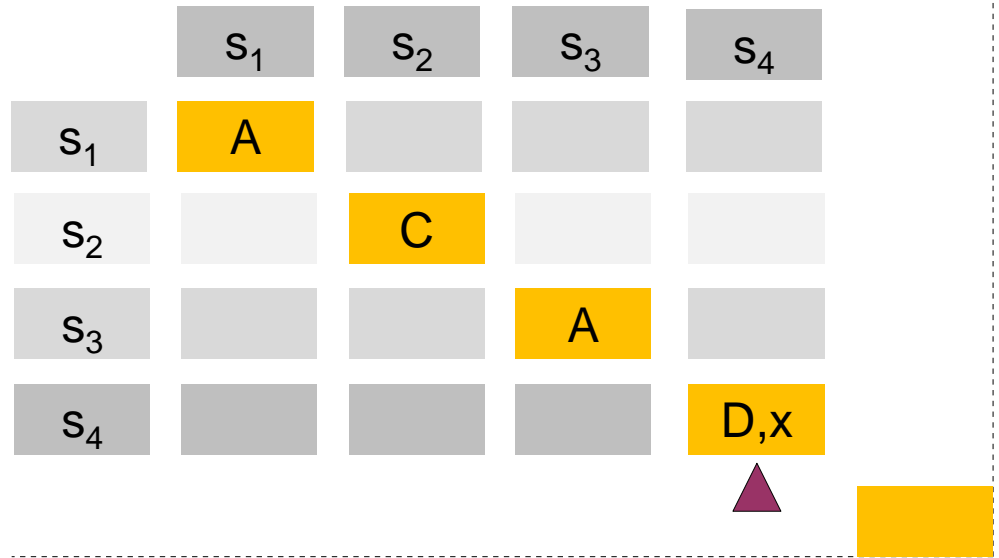 s₁ s₂ s₃ s₄
s₁ A
s₂ C
s₃ A
s₄ D,x